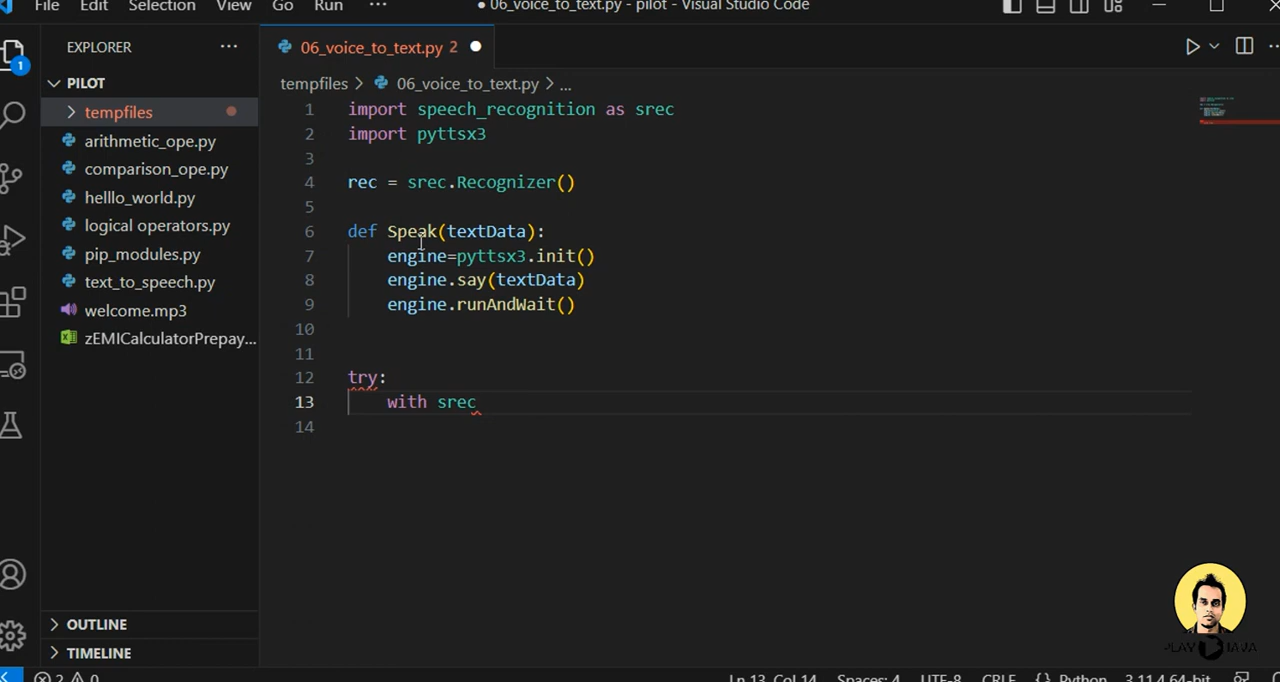 File Edit Selection View Go Run ··· ● 06_voice_to_text.py - pilot - Visual Studio Code
EXPLORER ···
06_voice_to_text.py 2 ●
PILOT
tempfiles > 06_voice_to_text.py > ...
1
tempfiles
arithmetic_ope.py
comparison_ope.py
helllo_world.py
logical operators.py
pip_modules.py
text_to_speech.py
welcome.mp3
zEMICalculatorPrepay...
1 import speech_recognition as srec
2 import pyttsx3
3
4 rec = srec.Recognizer()
5
6 def Speak(textData):
7 engine=pyttsx3.init()
8 engine.say(textData)
9 engine.runAndWait()
10
11
12 try:
13 with srec
14
OUTLINE
TIMELINE
2 0 Ln 13, Col 14 Spaces: 4 UTF-8 CRLF {} Python 3.11.4 64-bit